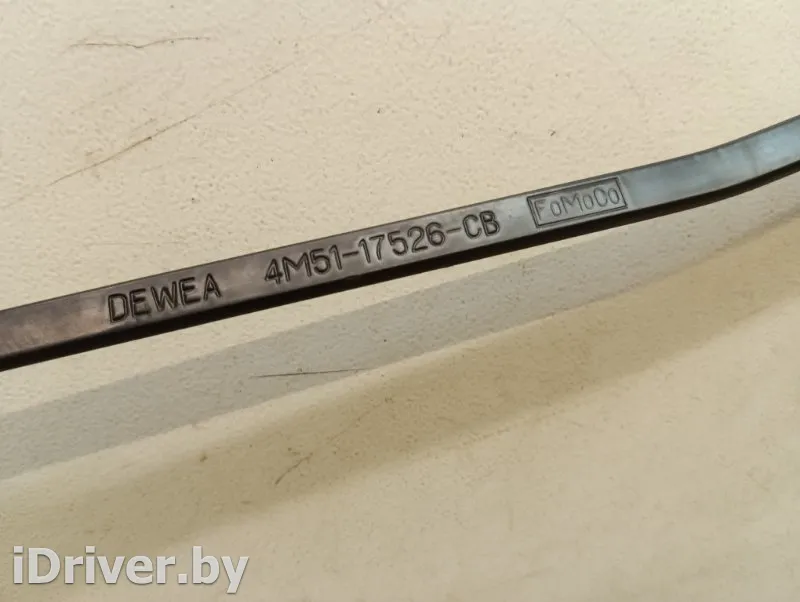 DEWEA 4M51-17526-CB FoMoCo
iDriver.by